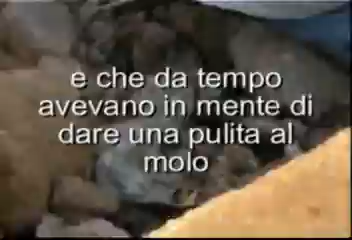 e che da tempo
avevano in mente di
dare una pulita al
molo